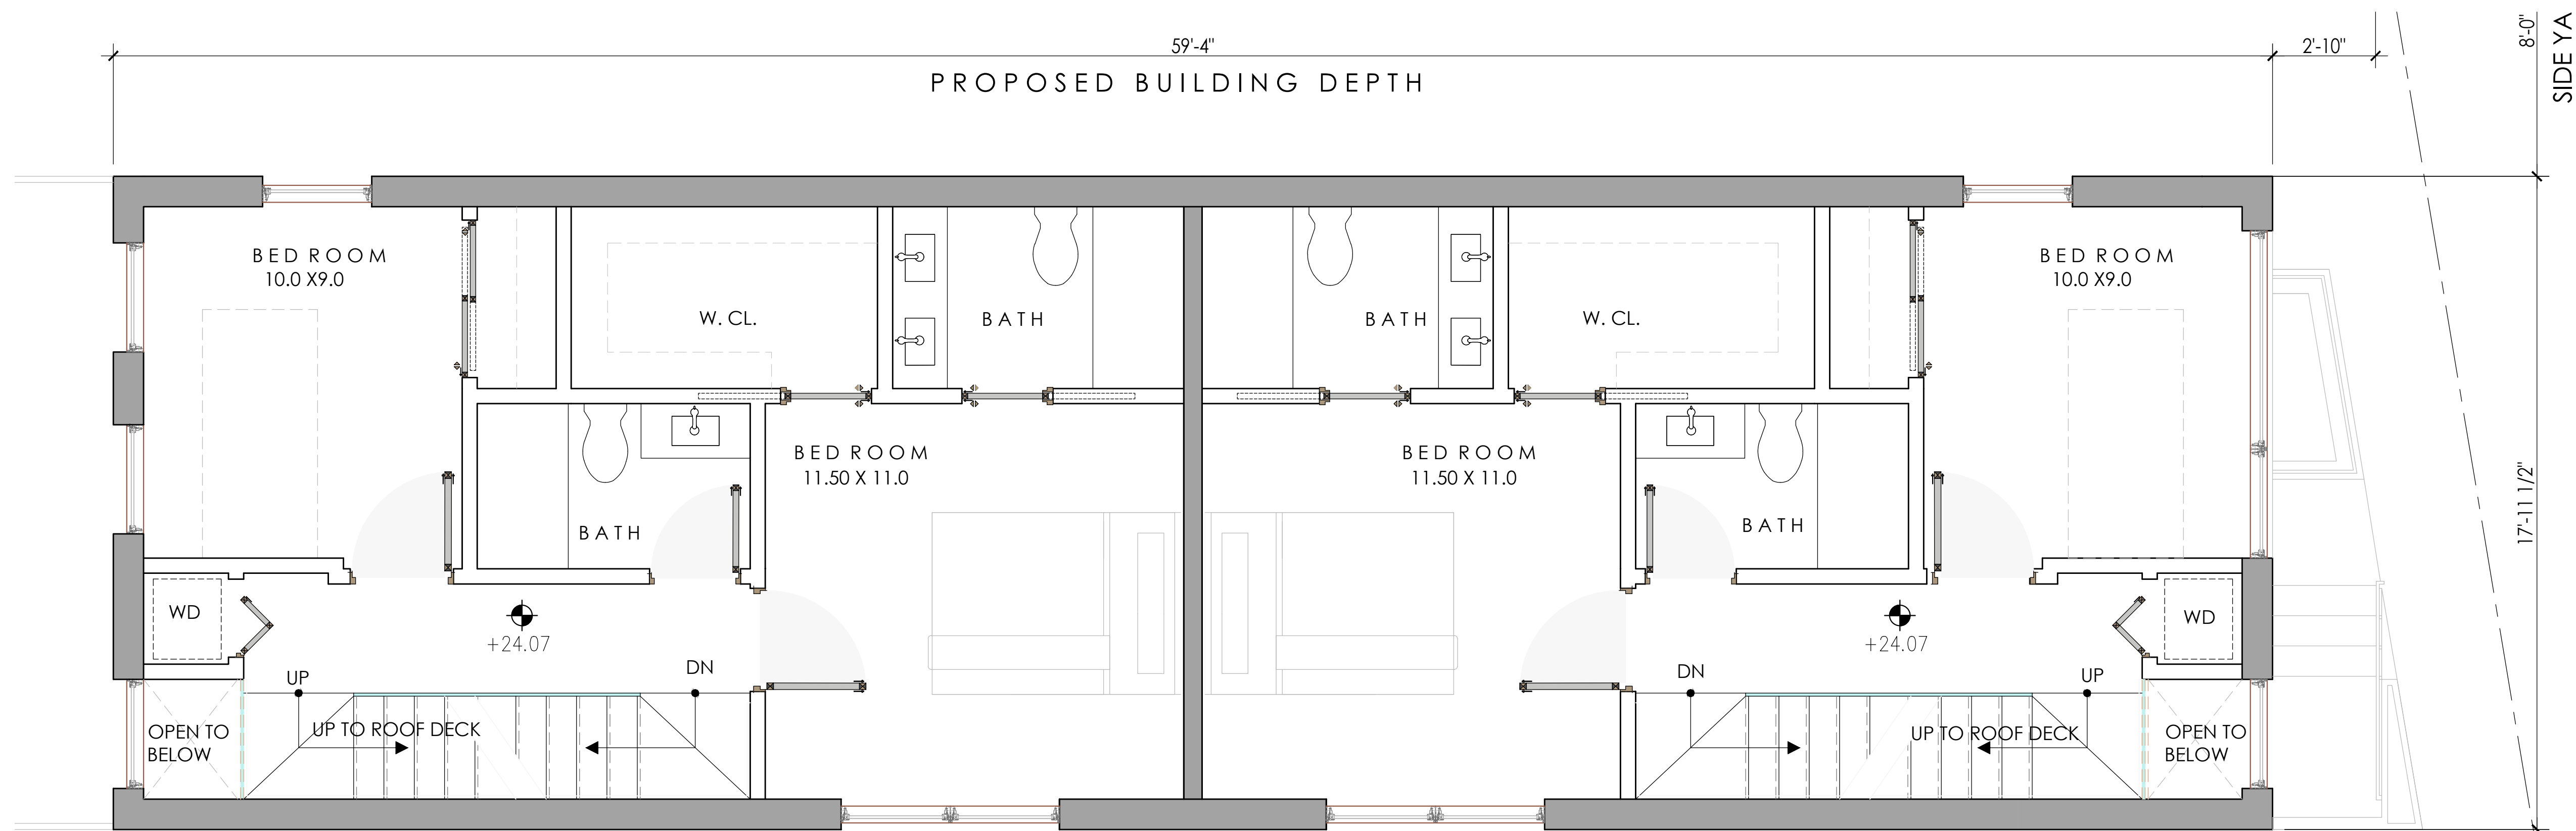 59'-4"
2'-10"
8'-0"
SIDE YA
PROPOSED BUILDING DEPTH
BED ROOM
10.0 X9.0
BED ROOM
10.0 X9.0
W. CL.
BATH
BATH
W. CL.
BED ROOM
11.50 X 11.0
BED ROOM
11.50 X 11.0
17'-11 1/2"
BATH
BATH
WD
WD
+24.07
+24.07
UP
DN
DN
UP
OPEN TO
BELOW
UP TO ROOF DECK
UP TO ROOF DECK
OPEN TO
BELOW